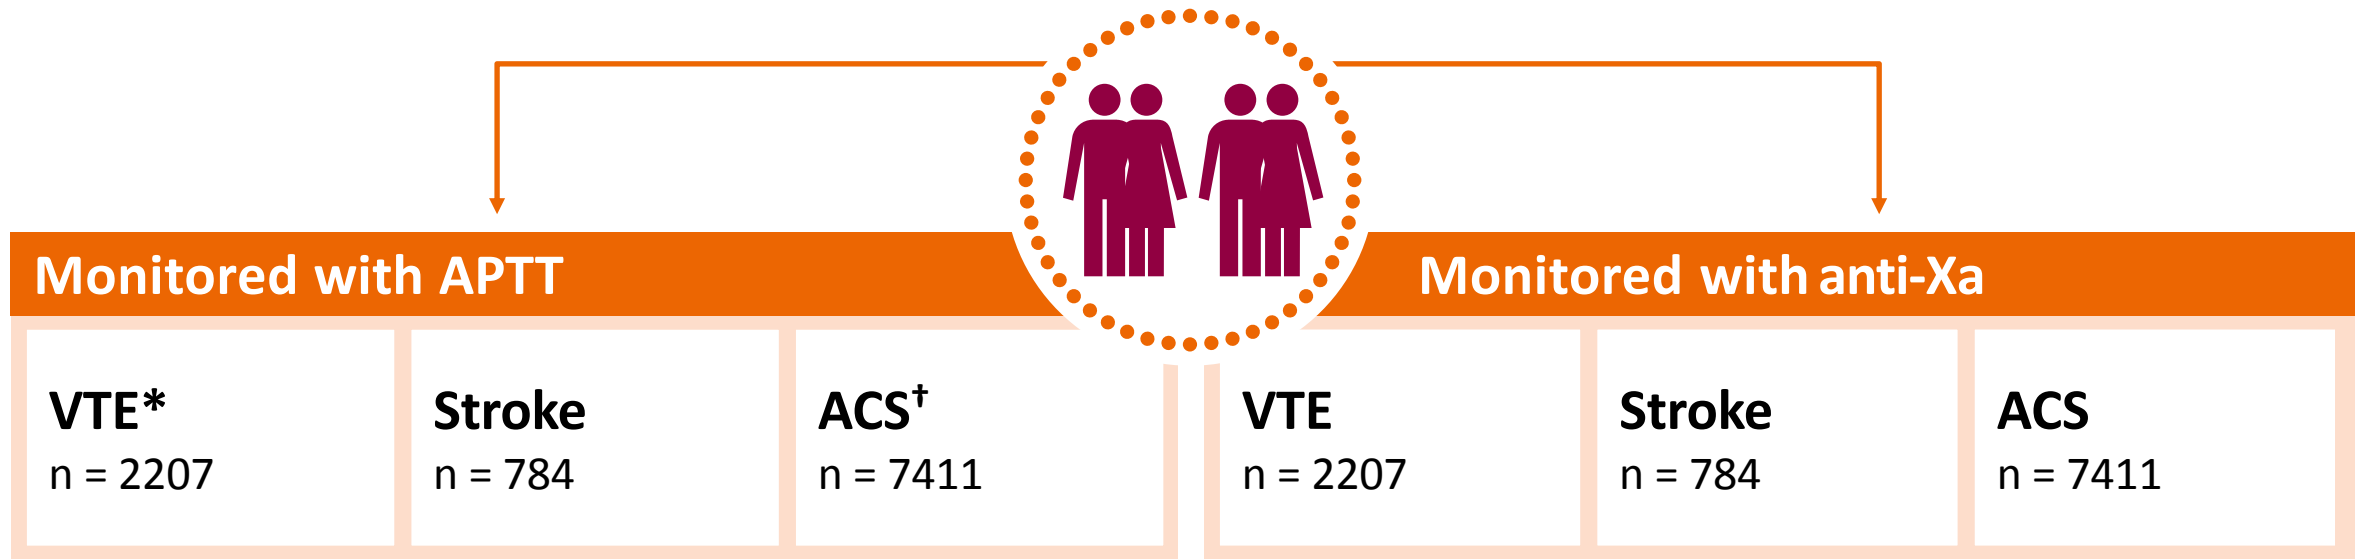 Monitored with APTT
VTE*
n = 2207
Stroke
n = 784
ACS†
n = 7411
Monitored with anti-Xa
VTE
n = 2207
Stroke
n = 784
ACS
n = 7411